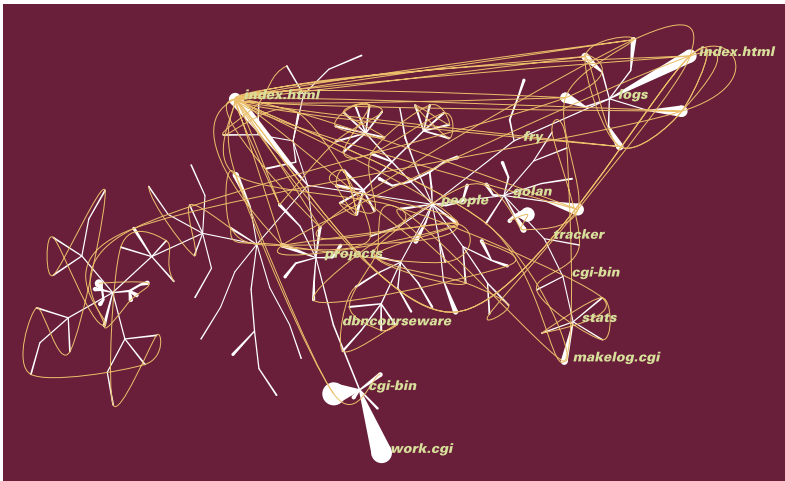 index.html
index.html
logs
fry
golan
people
tracker
projects
cgi-bin
stats
dbncourseware
makelog.cgi
cgi-bin
work.cgi